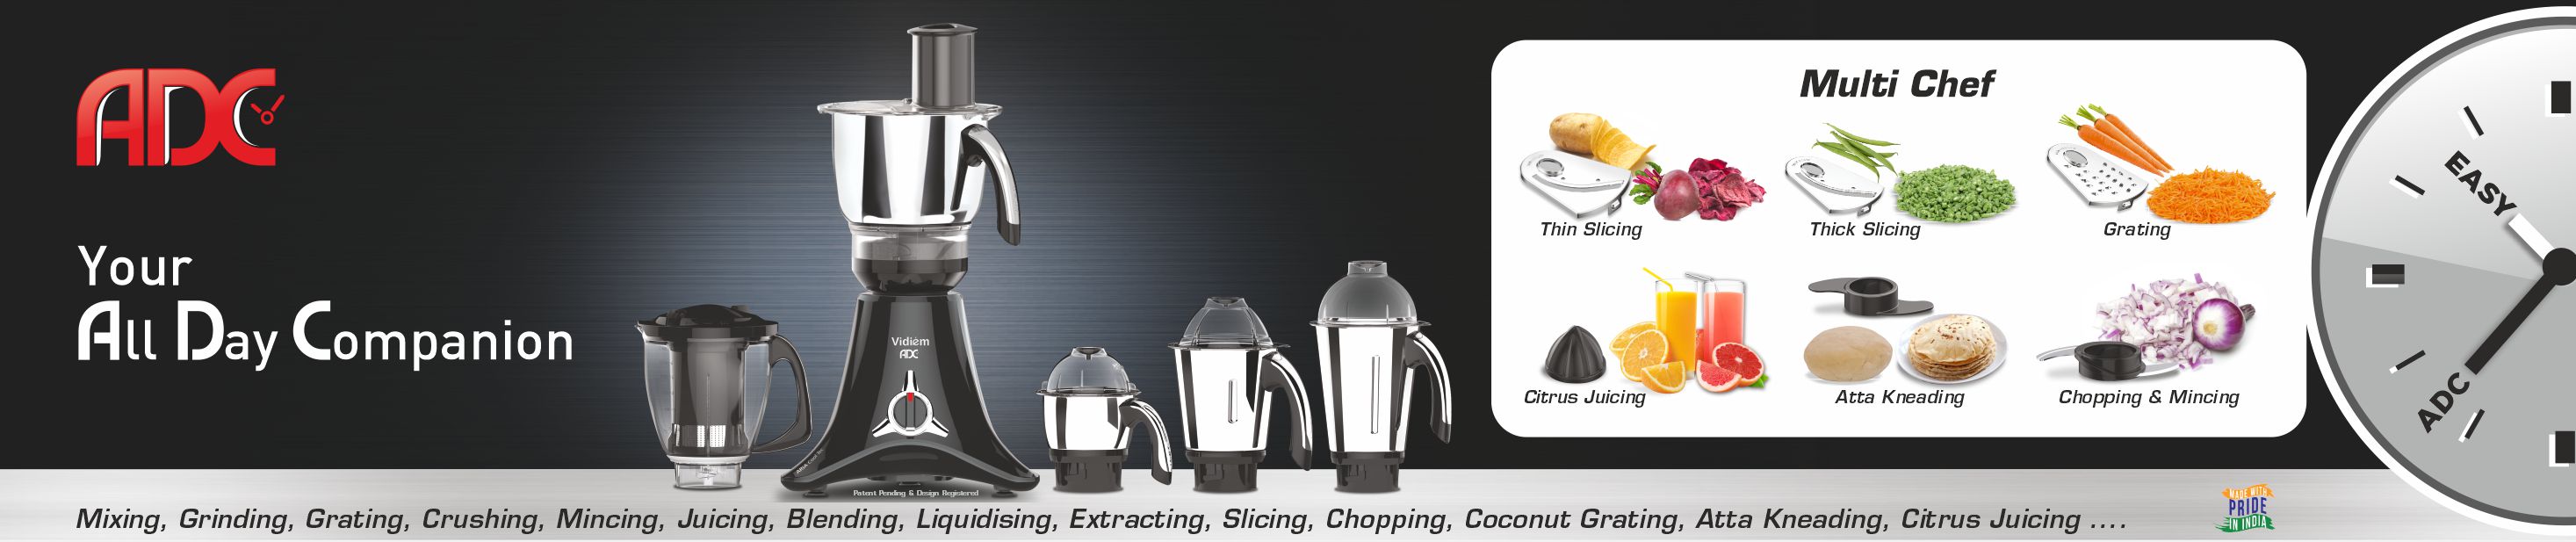 ADC
Your
All Day Companion
Vidiem
ADC
Patent Pending & Design Registered
Multi Chef
Thin Slicing
Thick Slicing
Grating
Citrus Juicing
Atta Kneading
Chopping & Mincing
EASY
ADC
Mixing, Grinding, Grating, Crushing, Mincing, Juicing, Blending, Liquidising, Extracting, Slicing, Chopping, Coconut Grating, Atta Kneading, Citrus Juicing ....
MADE WITH
PRIDE
IN INDIA